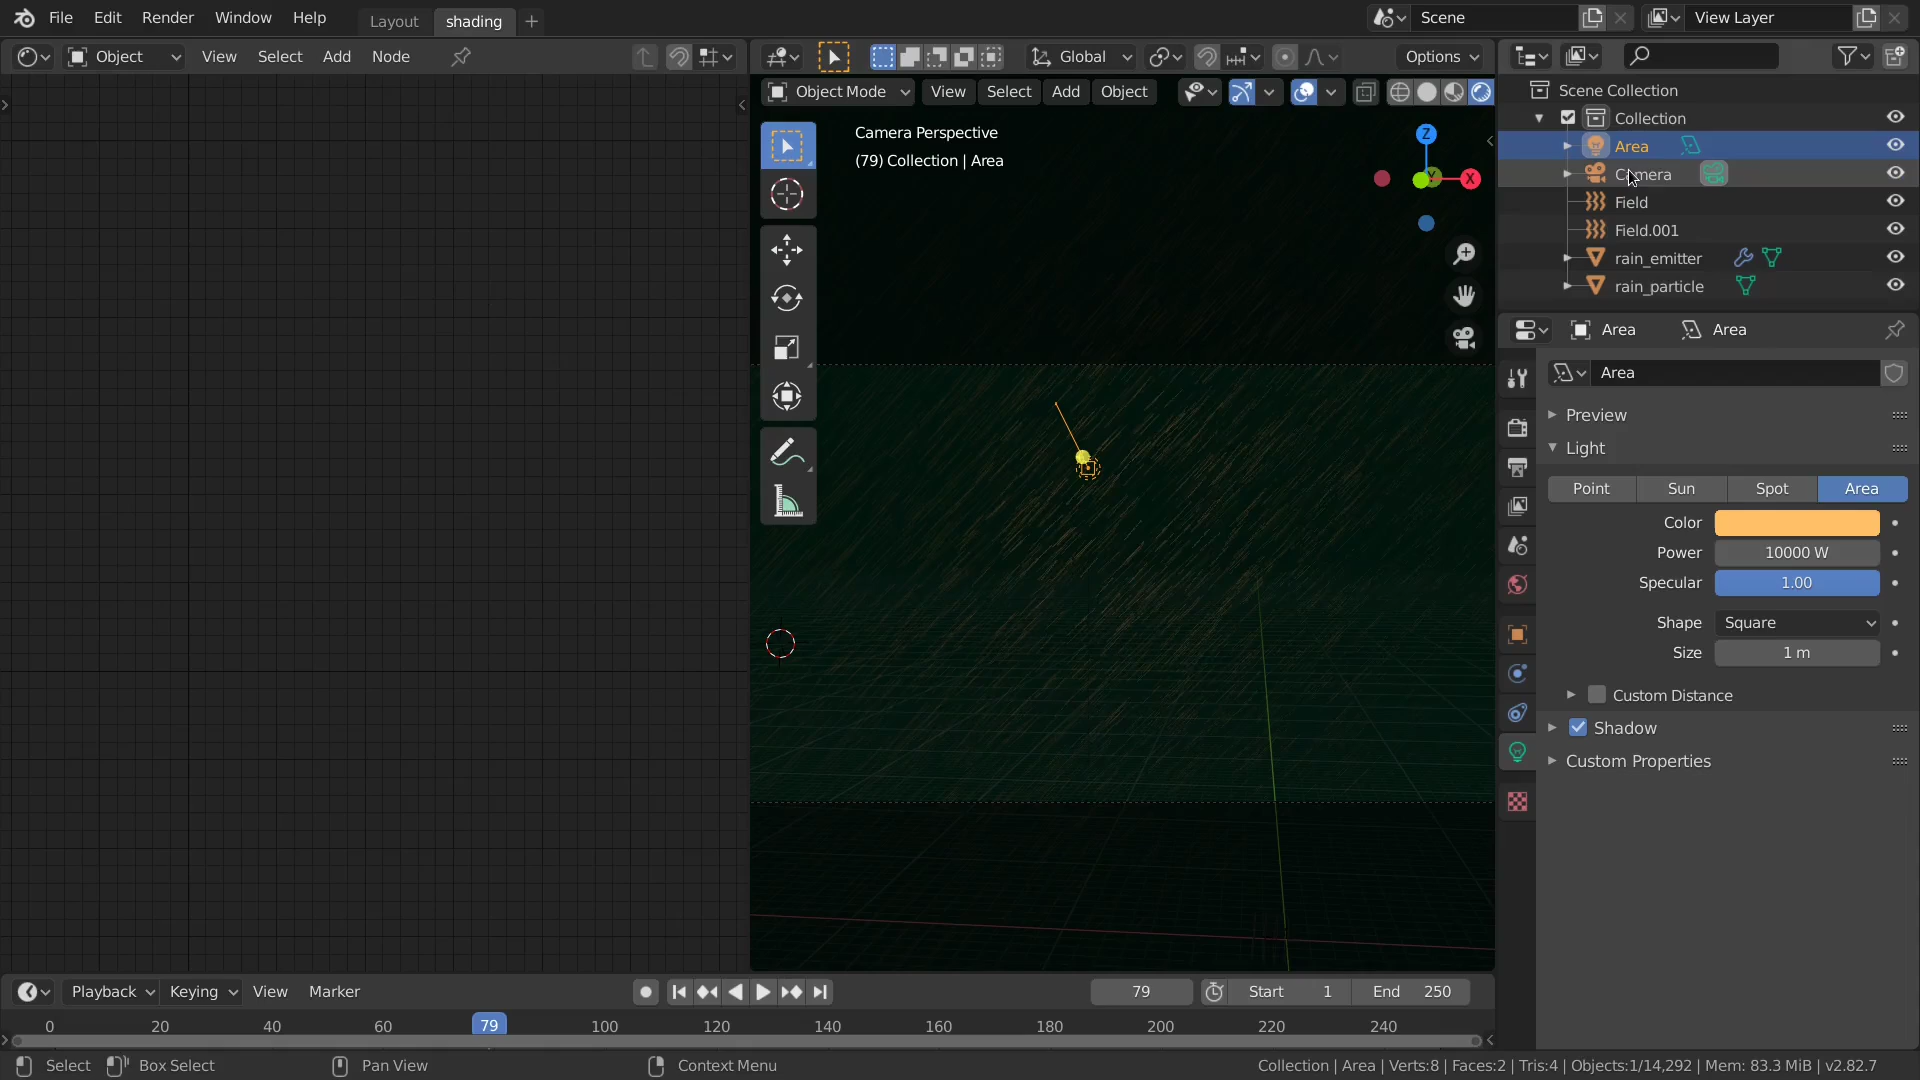 File Edit Render Window Help Layout shading + Scene View Layer
Object View Select Add Node Global Options
Object Mode View Select Add Object
Camera Perspective
(79) Collection | Area
Z
Y X
Scene Collection
Collection
Area
Camera
Field
Field.001
rain_emitter
rain_particle
Area Area
Area
Preview
Light
Point Sun Spot Area
Color
Power 10000 W
Specular 1.00
Shape Square
Size 1 m
Custom Distance
Shadow
Custom Properties
Playback Keying View Marker 79 Start 1 End 250
0 20 40 60 79 100 120 140 160 180 200 220 240
Select Box Select Pan View Context Menu Collection | Area | Verts:8 | Faces:2 | Tris:4 | Objects:1/14,292 | Mem: 83.3 MiB | v2.82.7